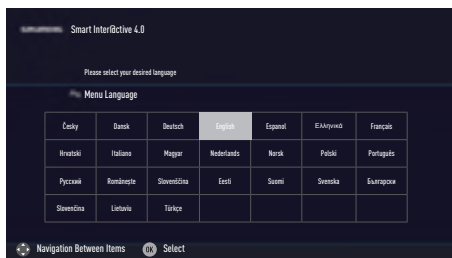 Smart Inter@ctive 4.0
Please select your desired language
Menu Language
Česky Dansk Deutsch English Espanol Ελληνικά Français
Hrvatski Italiano Magyar Nederlands Norsk Polski Português
Русский Româneşte Slovenščina Eesti Suomi Svenska Български
Slovenčina Lietuviu Türkçe
Navigation Between Items OK Select